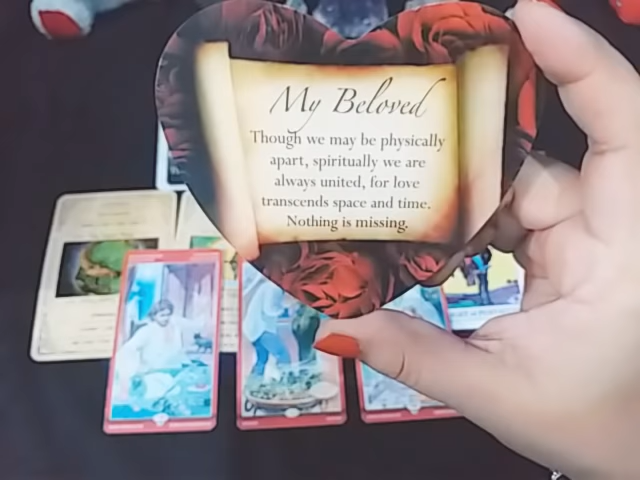 My Beloved
Though we may be physically
apart, spiritually we are
always united, for love
transcends space and time.
Nothing is missing.